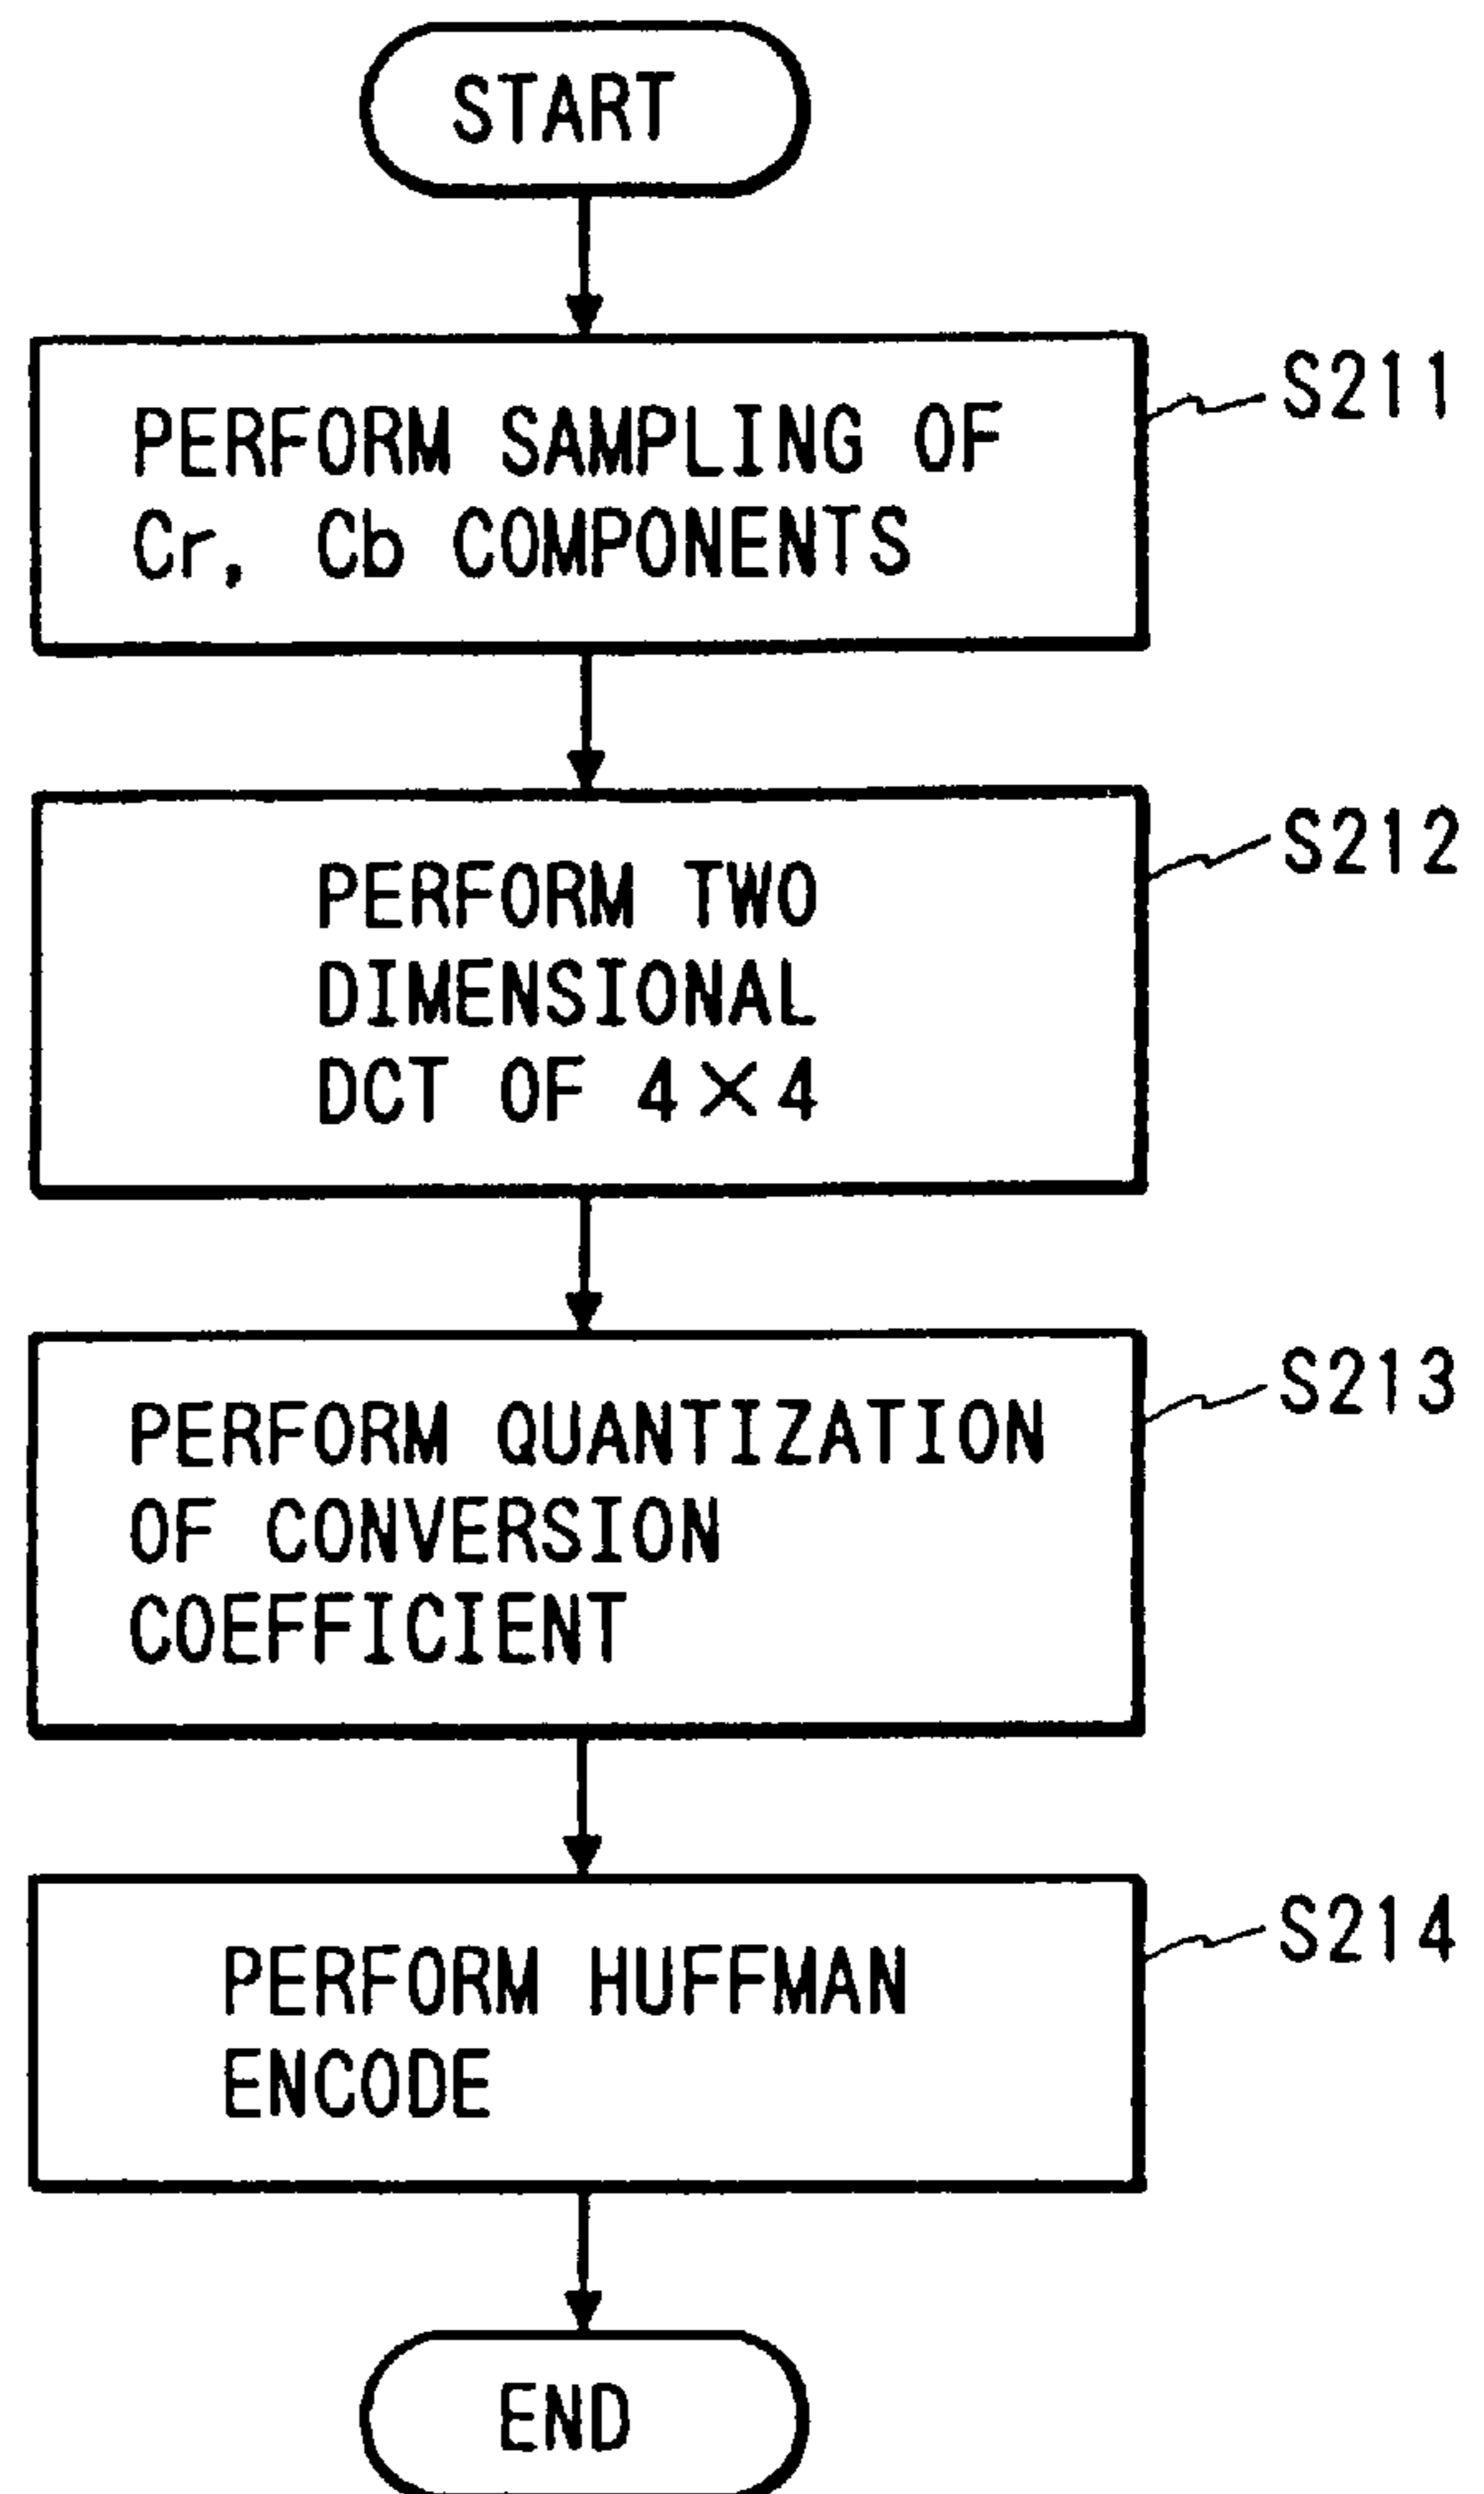 START
PERFORM SAMPLING OF
Cr, Cb COMPONENTS
S211
PERFORM TWO
DIMENSIONAL
DCT OF 4×4
S212
PERFORM QUANTIZATION
OF CONVERSION
COEFFICIENT
S213
PERFORM HUFFMAN
ENCODE
S214
END